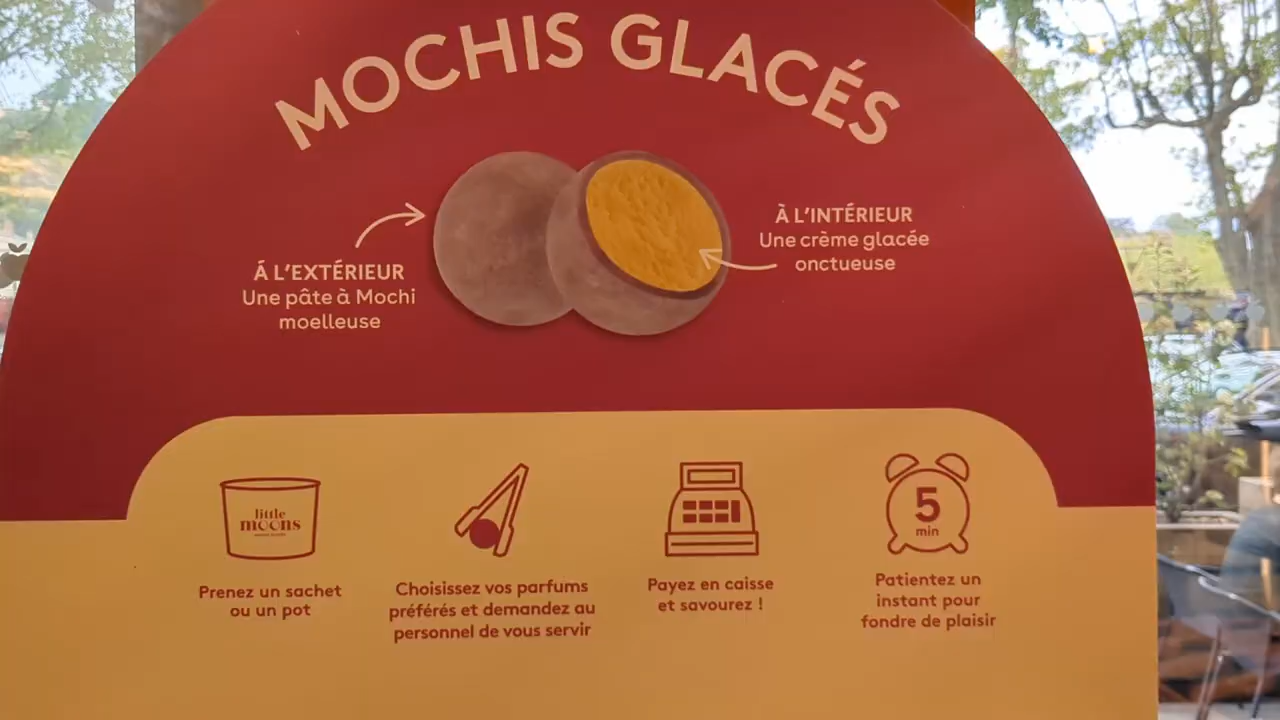 MOCHIS GLACÉS
Á L'EXTÉRIEUR
Une pâte à Mochi
moelleuse
À L'INTÉRIEUR
Une crème glacée
onctueuse
little
moons
Prenez un sachet
ou un pot
Choisissez vos parfums
préférés et demandez au
personnel de vous servir
Payez en caisse
et savourez !
5
min
Patientez un
instant pour
fondre de plaisir